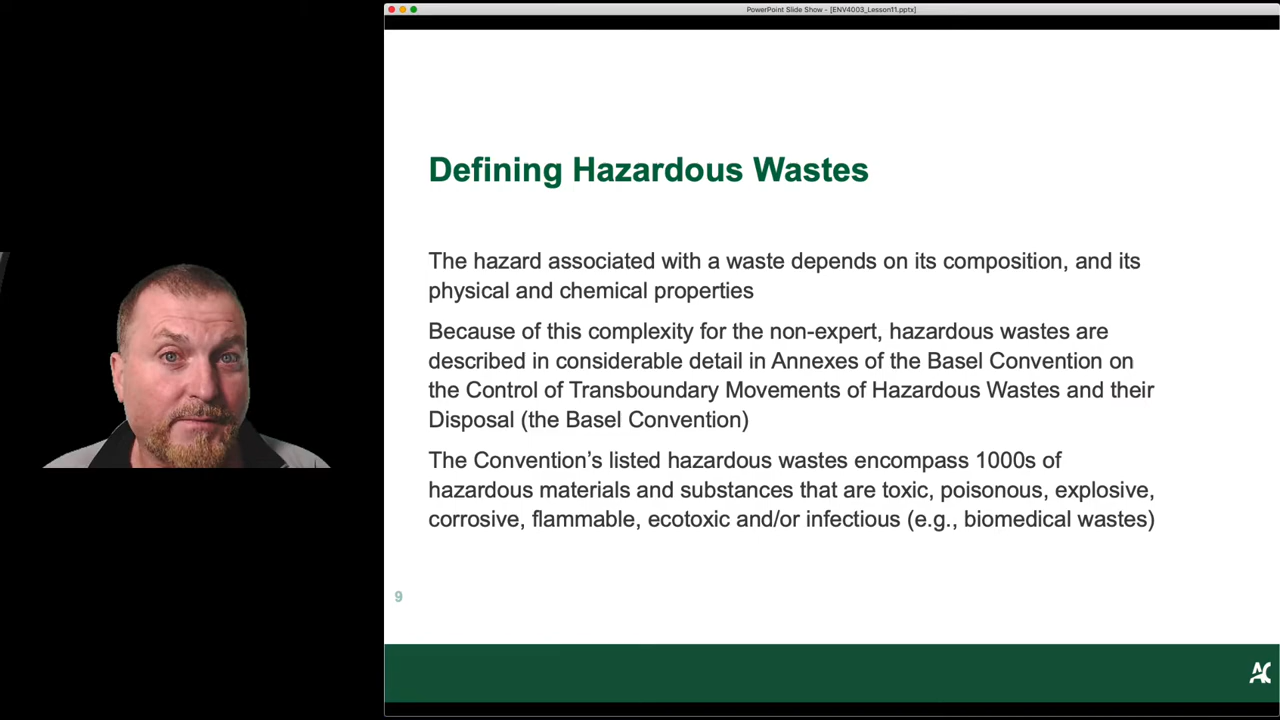 PowerPoint Slide Show - [ENV4003_Lesson11.pptx]
Defining Hazardous Wastes
The hazard associated with a waste depends on its composition, and its
physical and chemical properties
Because of this complexity for the non-expert, hazardous wastes are
described in considerable detail in Annexes of the Basel Convention on
the Control of Transboundary Movements of Hazardous Wastes and their
Disposal (the Basel Convention)
The Convention’s listed hazardous wastes encompass 1000s of
hazardous materials and substances that are toxic, poisonous, explosive,
corrosive, flammable, ecotoxic and/or infectious (e.g., biomedical wastes)
9
AC